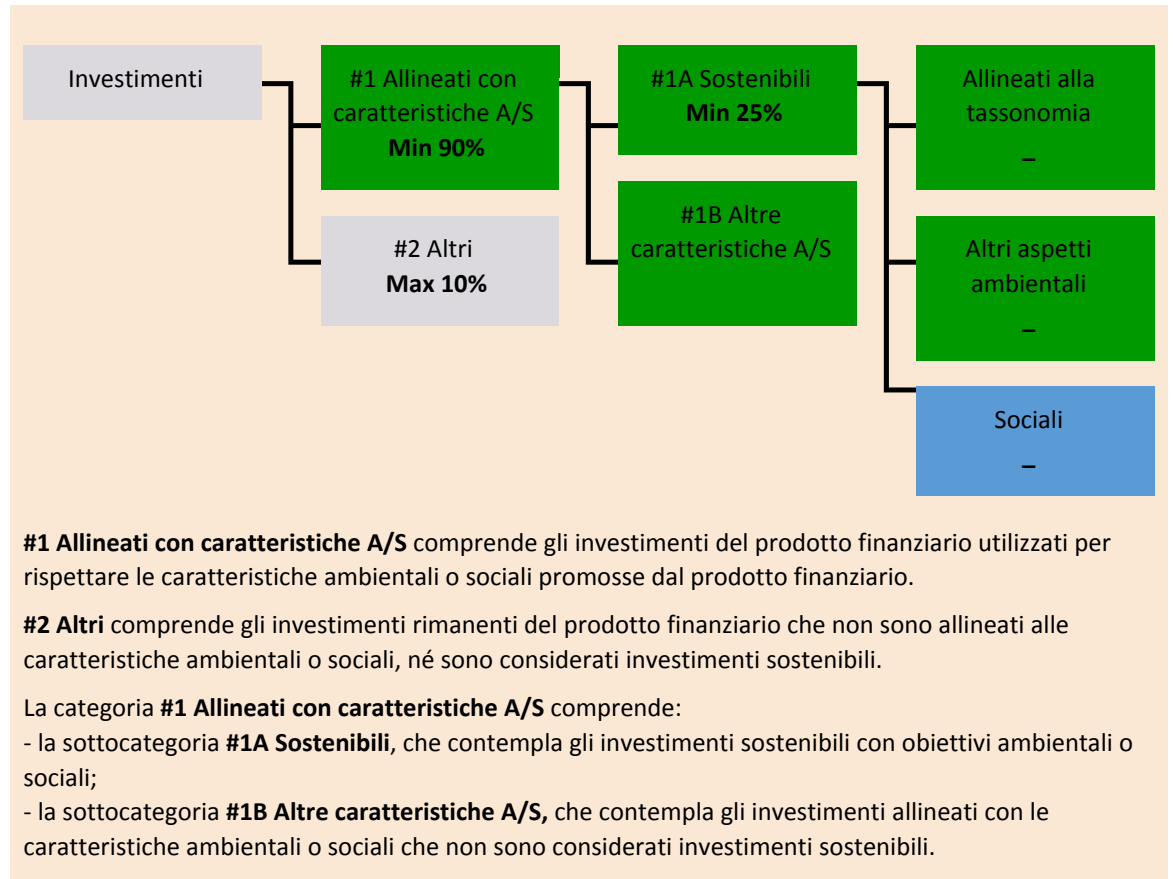 Investimenti
#1 Allineati con
caratteristiche A/S
Min 90%
#2 Altri
Max 10%
#1A Sostenibili
Min 25%
#1B Altre
caratteristiche A/S
Allineati alla
tassonomia
–
Altri aspetti
ambientali
–
Sociali
–
#1 Allineati con caratteristiche A/S comprende gli investimenti del prodotto finanziario utilizzati per
rispettare le caratteristiche ambientali o sociali promosse dal prodotto finanziario.
#2 Altri comprende gli investimenti rimanenti del prodotto finanziario che non sono allineati alle
caratteristiche ambientali o sociali, né sono considerati investimenti sostenibili.
La categoria #1 Allineati con caratteristiche A/S comprende:
- la sottocategoria #1A Sostenibili, che contempla gli investimenti sostenibili con obiettivi ambientali o
sociali;
- la sottocategoria #1B Altre caratteristiche A/S, che contempla gli investimenti allineati con le
caratteristiche ambientali o sociali che non sono considerati investimenti sostenibili.